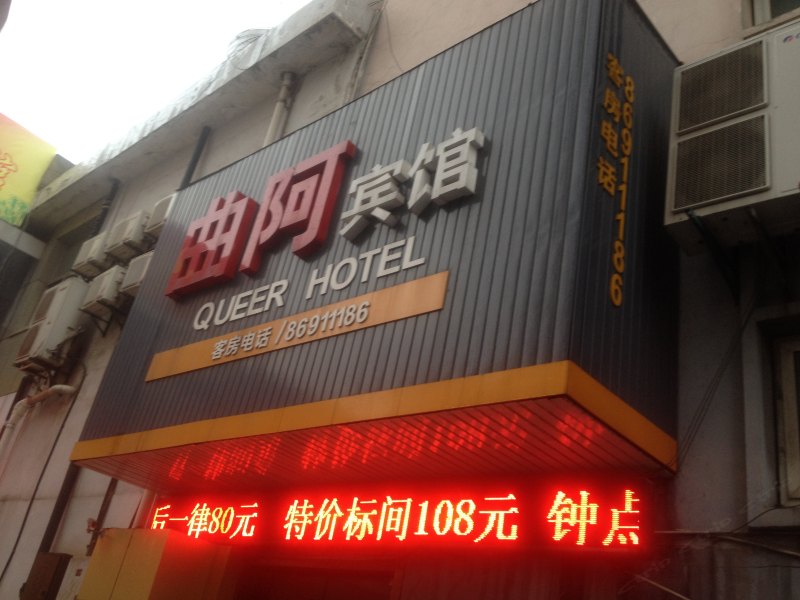 曲阿宾馆
QUEER HOTEL
客房电话/86911186
客房电话
86911186
后一律80元 特价标间108元 钟点